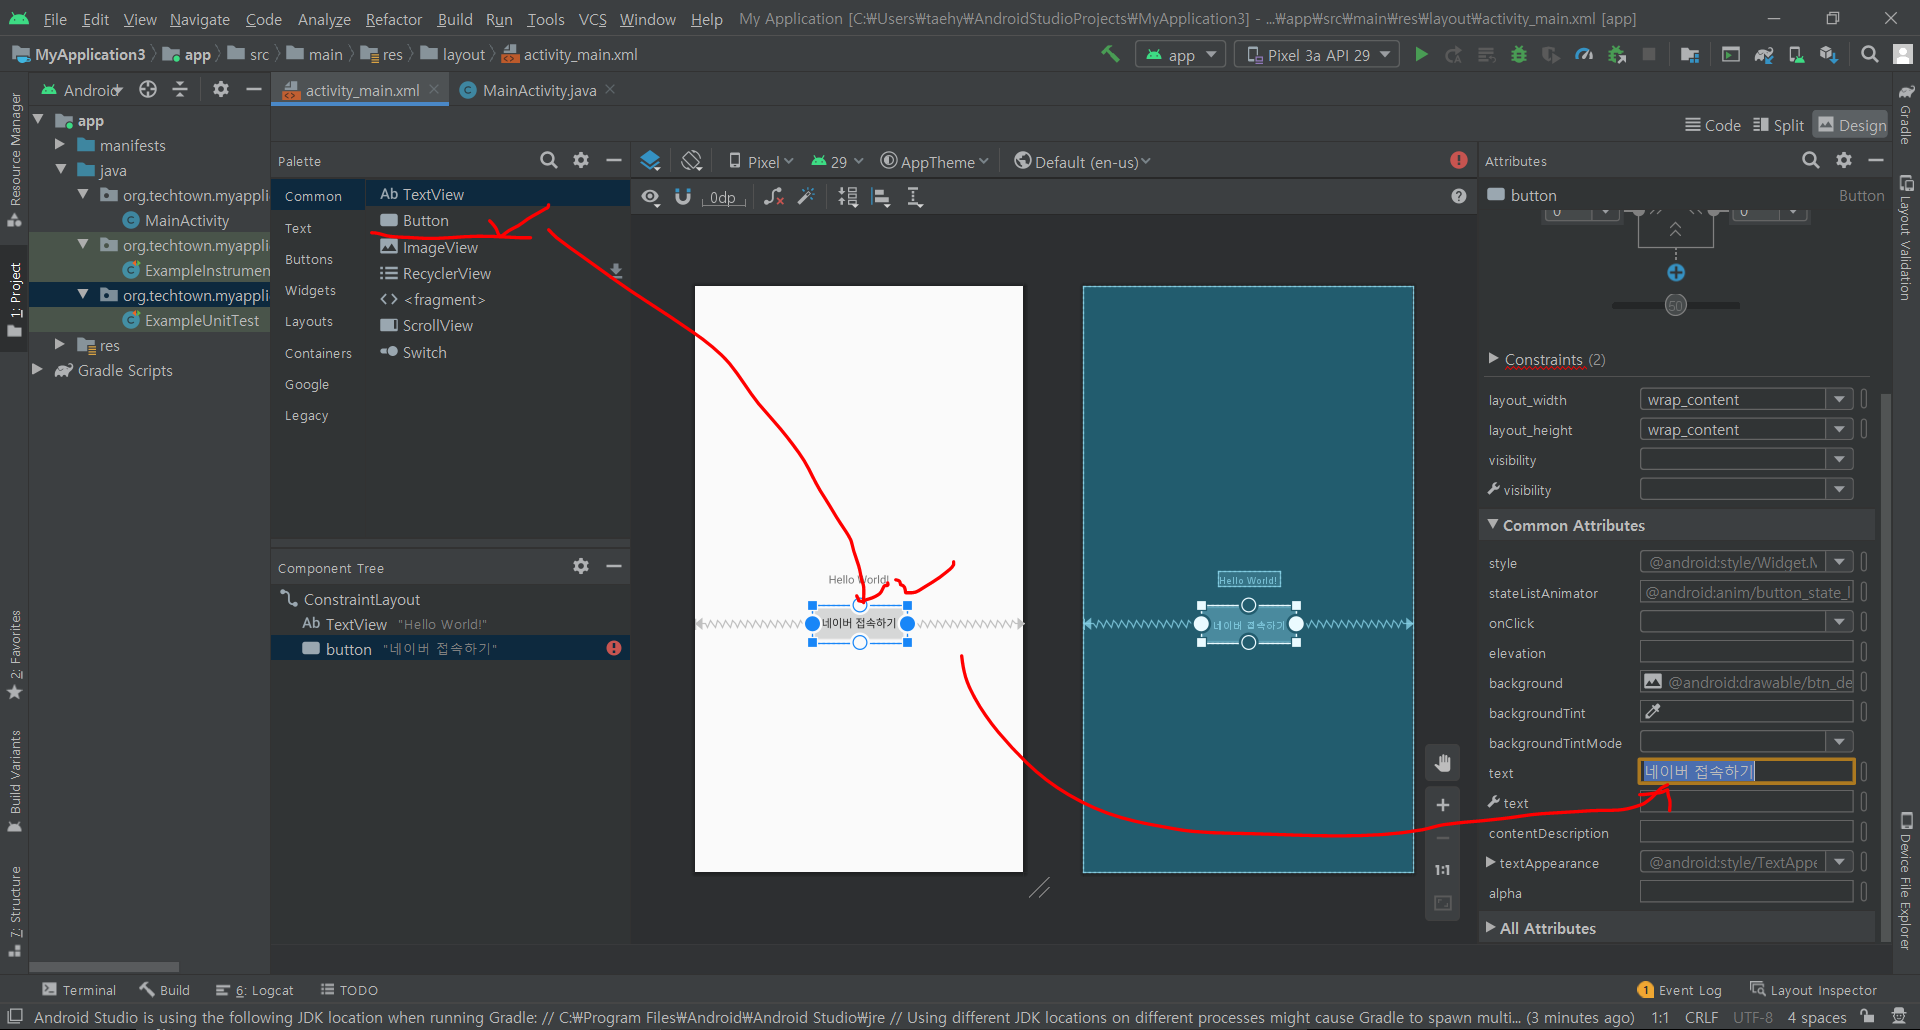 File Edit View Navigate Code Analyze Refactor Build Run Tools VCS Window Help My Application [C:₩Users₩taehy₩AndroidStudioProjects₩MyApplication3] - ...₩app₩src₩main₩res₩layout₩activity_main.xml [app]
MyApplication3 app src main res layout activity_main.xml app Pixel 3a API 29
Android activity_main.xml MainActivity.java
Resource Manager
1: Project
2: Favorites
Build Variants
7: Structure
app
manifests
java
org.techtown.myappli
MainActivity
org.techtown.myappli
ExampleInstrumen
org.techtown.myappli
ExampleUnitTest
res
Gradle Scripts
Code Split Design
Palette
Common
Text
Buttons
Widgets
Layouts
Containers
Google
Legacy
Ab TextView
Button
ImageView
RecyclerView
<fragment>
ScrollView
Switch
Component Tree
ConstraintLayout
Ab TextView "Hello World!"
button "네이버 접속하기"
Pixel 29 AppTheme Default (en-us)
0dp
Hello World!
네이버 접속하기
Hello World!
네이버 접속하기
1:1
Attributes
button Button
0 0
50
Constraints (2)
layout_width wrap_content
layout_height wrap_content
visibility
visibility
Common Attributes
style @android:style/Widget.M
stateListAnimator @android:anim/button_state_l
onClick
elevation
background @android:drawable/btn_de
backgroundTint
backgroundTintMode
text 네이버 접속하기
text
contentDescription
textAppearance @android:style/TextAppe
alpha
All Attributes
Gradle
Layout Validation
Device File Explorer
Terminal Build 6: Logcat TODO 1 Event Log Layout Inspector
Android Studio is using the following JDK location when running Gradle: // C:₩Program Files₩Android₩Android Studio₩jre // Using different JDK locations on different processes might cause Gradle to spawn multi... (3 minutes ago) 1:1 CRLF UTF-8 4 spaces